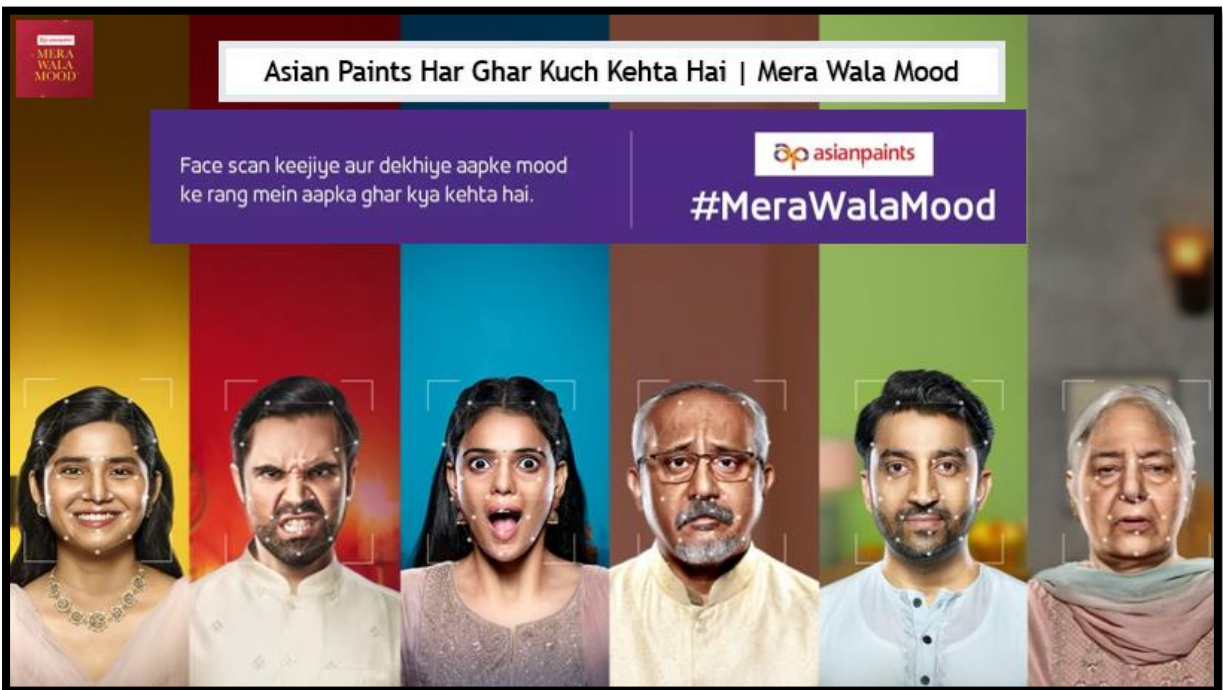 asianpaints
MERA
WALA
MOOD
Asian Paints Har Ghar Kuch Kehta Hai | Mera Wala Mood
Face scan keejiye aur dekhiye aapke mood
ke rang mein aapka ghar kya kehta hai.
ap asianpaints
#MeraWalaMood